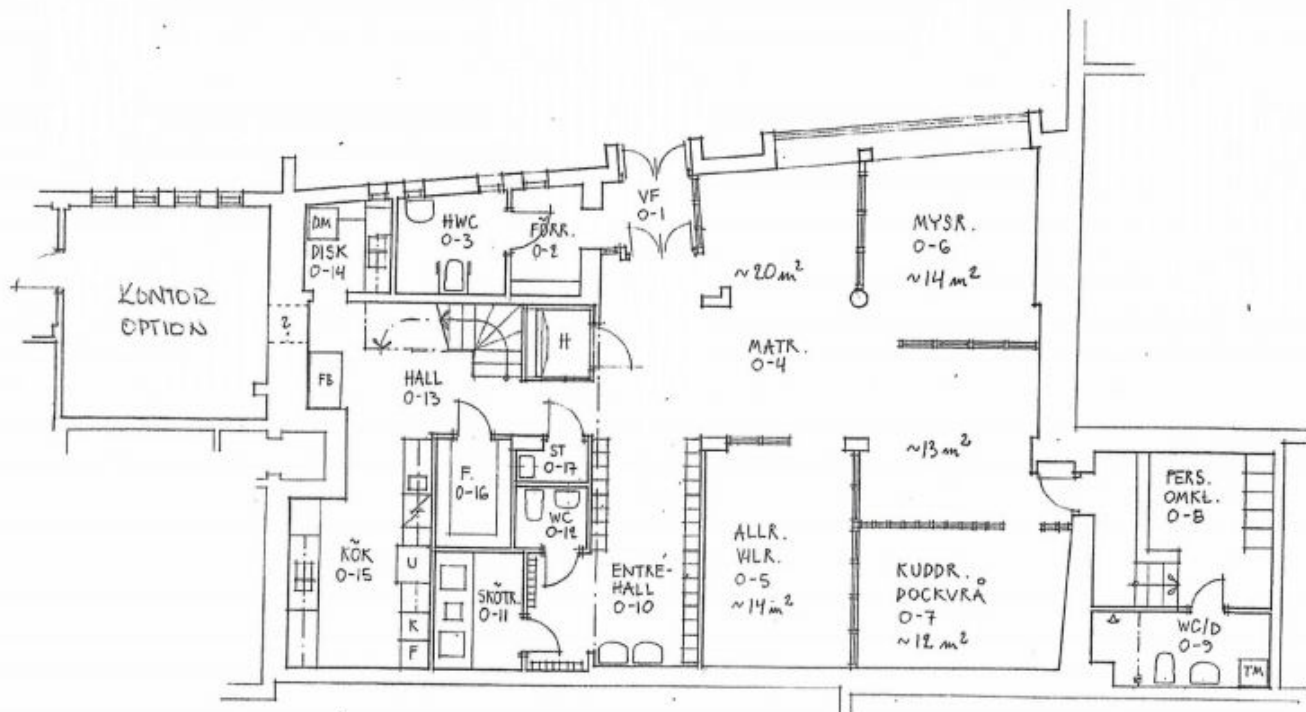 VF
0-1
DM
DISK
0-14
HWC
0-3
FÖRR.
0-2
~20 m²
MYSR.
0-6
~14 m²
KONTOR
OPTION
2
FB
HALL
0-13
H
MATR.
0-4
~13 m²
F.
0-16
ST
0-17
WC
0-12
KÖK
0-15
U
K
F
SKÖTR.
0-11
ENTRÉ-
HALL
0-10
ALLR.
VILR.
0-5
~14 m²
KUDDR.
DOCKVRÅ
0-7
~12 m²
PERS.
OMKL.
0-8
WC/D
0-9
TM